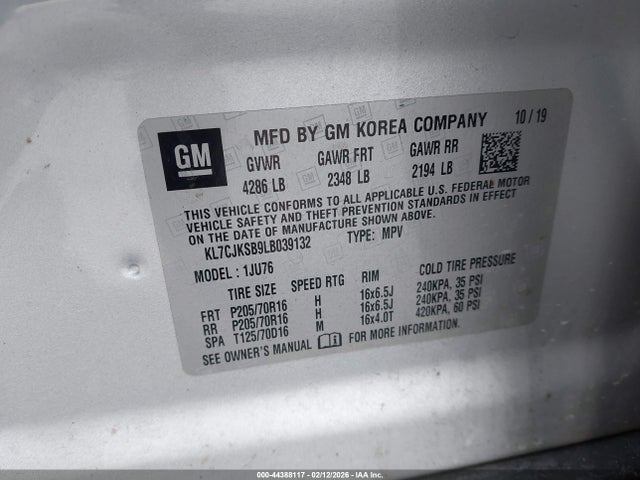 GM
MFD BY GM KOREA COMPANY 10 / 19
GVWR GAWR FRT GAWR RR
4286 LB 2348 LB 2194 LB
THIS VEHICLE CONFORMS TO ALL APPLICABLE U.S. FEDERAL MOTOR
VEHICLE SAFETY AND THEFT PREVENTION STANDARDS IN EFFECT
ON THE DATE OF MANUFACTURE SHOWN ABOVE.
KL7CJKSB9LB039132 TYPE: MPV
MODEL : 1JU76
TIRE SIZE SPEED RTG RIM COLD TIRE PRESSURE
FRT P205/70R16 H 16x6.5J 240KPA, 35 PSI
RR P205/70R16 H 16x6.5J 240KPA, 35 PSI
SPA T125/70D16 M 16x4.0T 420KPA, 60 PSI
SEE OWNER'S MANUAL FOR MORE INFORMATION
000-44388117 - 02/12/2026 - IAA Inc.